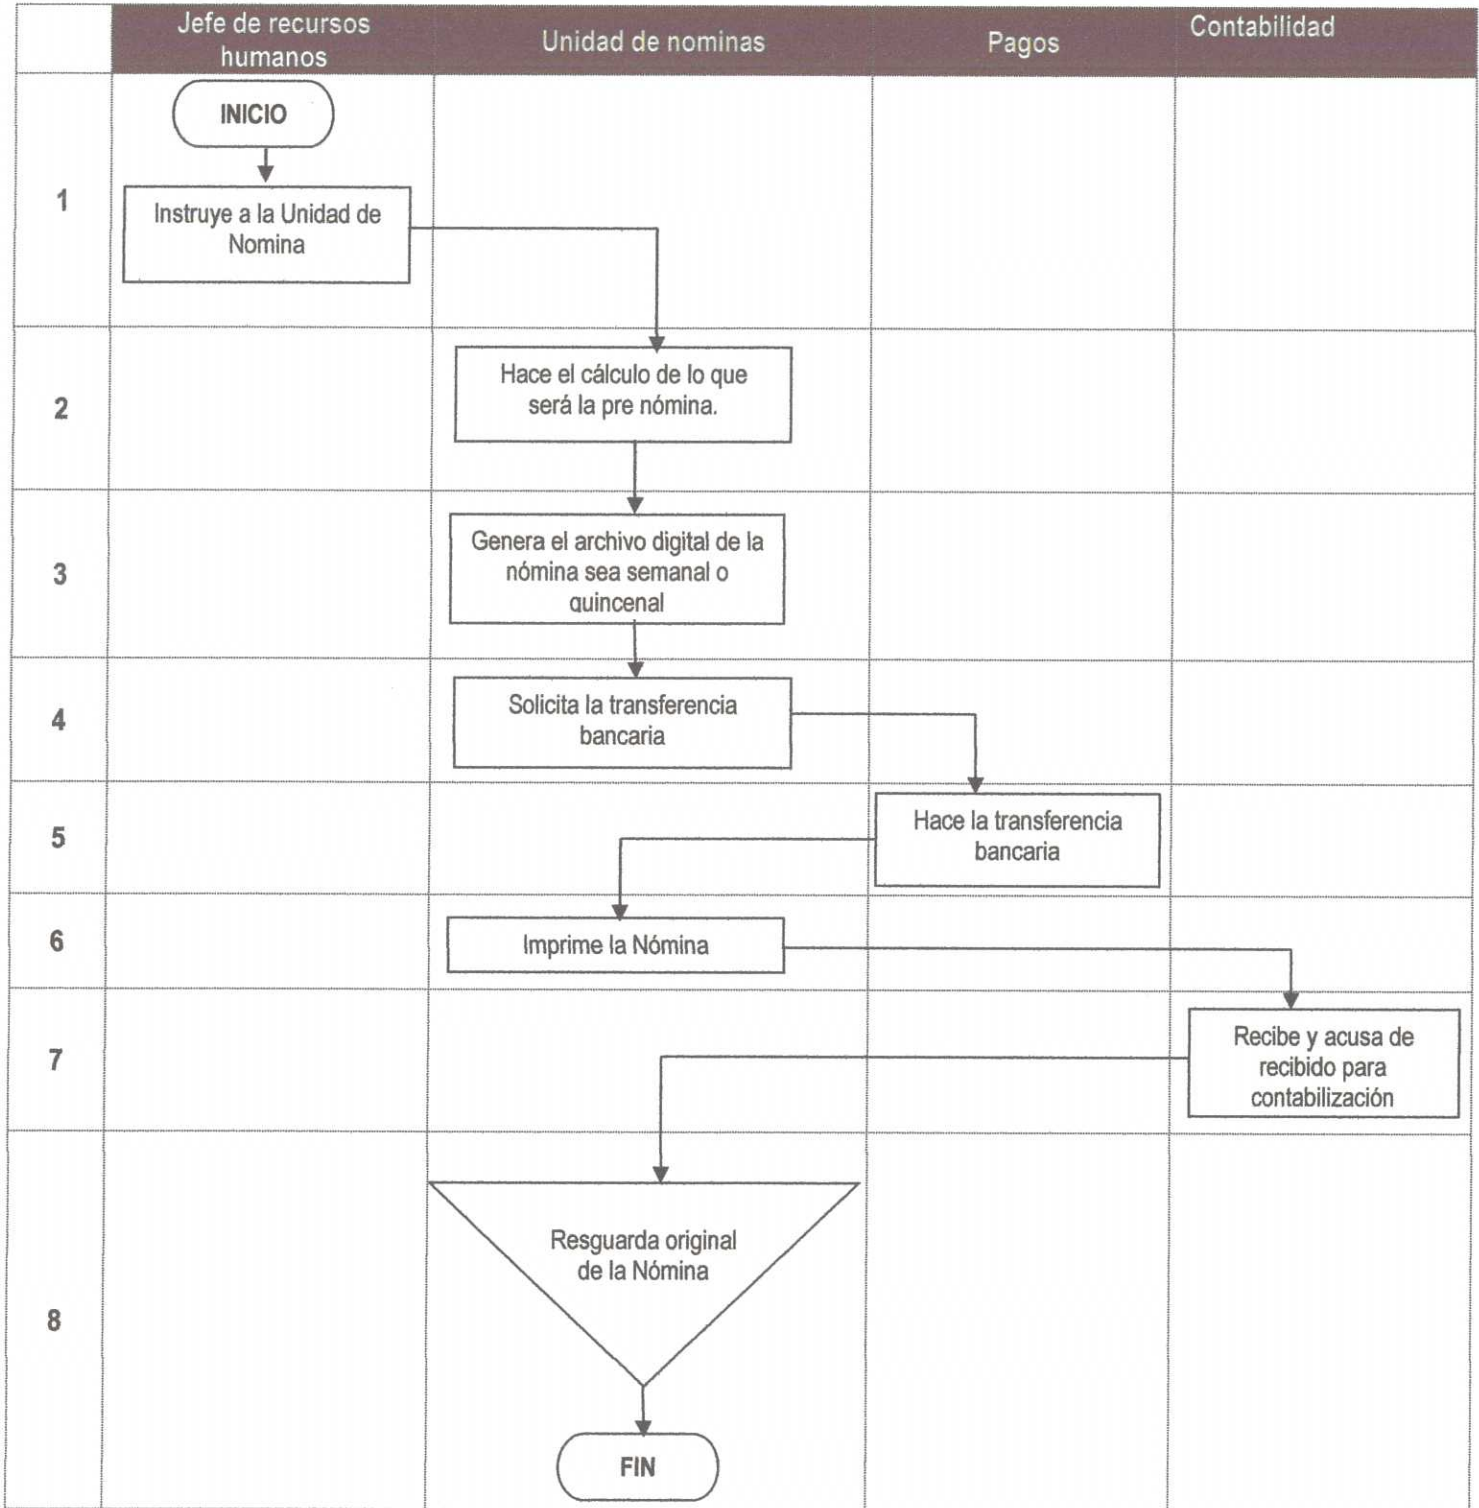 Jefe de recursos
humanos
Unidad de nominas
Pagos
Contabilidad
INICIO
1
Instruye a la Unidad de
Nomina
2
Hace el cálculo de lo que
será la pre nómina.
3
Genera el archivo digital de la
nómina sea semanal o
quincenal
4
Solicita la transferencia
bancaria
5
Hace la transferencia
bancaria
6
Imprime la Nómina
7
Recibe y acusa de
recibido para
contabilización
8
Resguarda original
de la Nómina
FIN